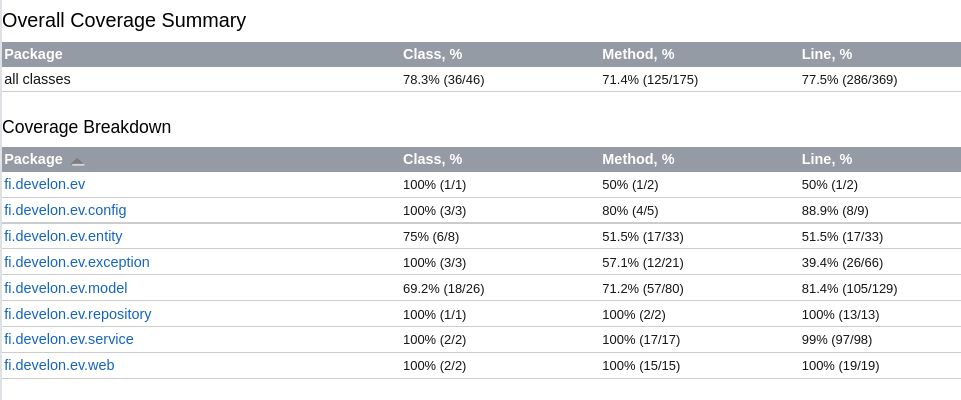 Overall Coverage Summary
Package Class, % Method, % Line, %
all classes 78.3% (36/46) 71.4% (125/175) 77.5% (286/369)
Coverage Breakdown
Package Class, % Method, % Line, %
fi.develon.ev 100% (1/1) 50% (1/2) 50% (1/2)
fi.develon.ev.config 100% (3/3) 80% (4/5) 88.9% (8/9)
fi.develon.ev.entity 75% (6/8) 51.5% (17/33) 51.5% (17/33)
fi.develon.ev.exception 100% (3/3) 57.1% (12/21) 39.4% (26/66)
fi.develon.ev.model 69.2% (18/26) 71.2% (57/80) 81.4% (105/129)
fi.develon.ev.repository 100% (1/1) 100% (2/2) 100% (13/13)
fi.develon.ev.service 100% (2/2) 100% (17/17) 99% (97/98)
fi.develon.ev.web 100% (2/2) 100% (15/15) 100% (19/19)